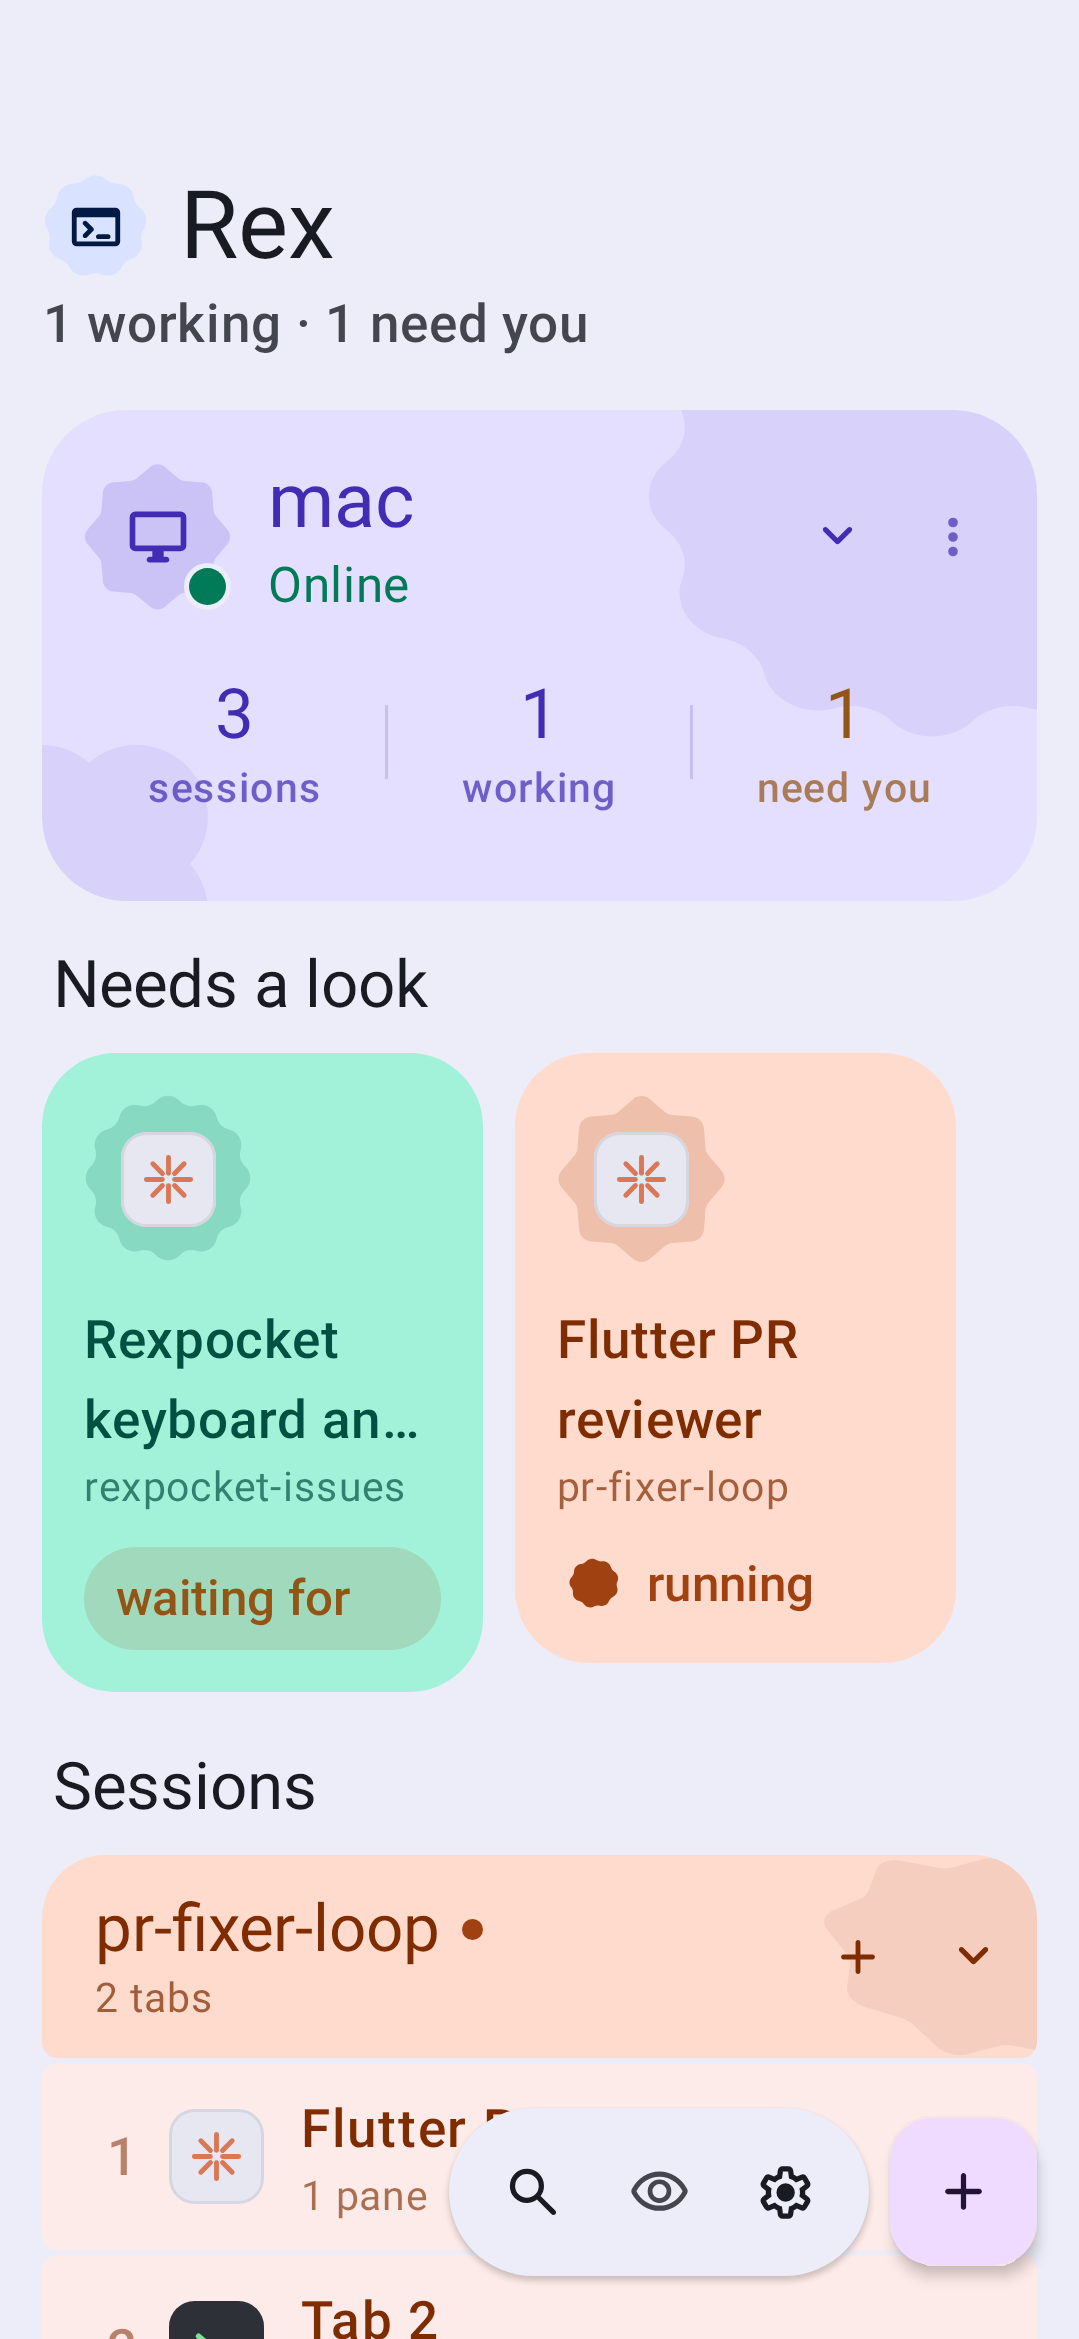 Rex
1 working · 1 need you
mac
Online
3
sessions
1
working
1
need you
Needs a look
Rexpocket
keyboard an…
rexpocket-issues
waiting for
Flutter PR
reviewer
pr-fixer-loop
running
Sessions
pr-fixer-loop
2 tabs
1
Flutter
1 pane
Tab 2